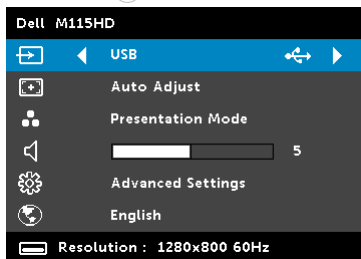 Dell M115HD
USB
Auto Adjust
Presentation Mode
5
Advanced Settings
English
Resolution : 1280x800 60Hz